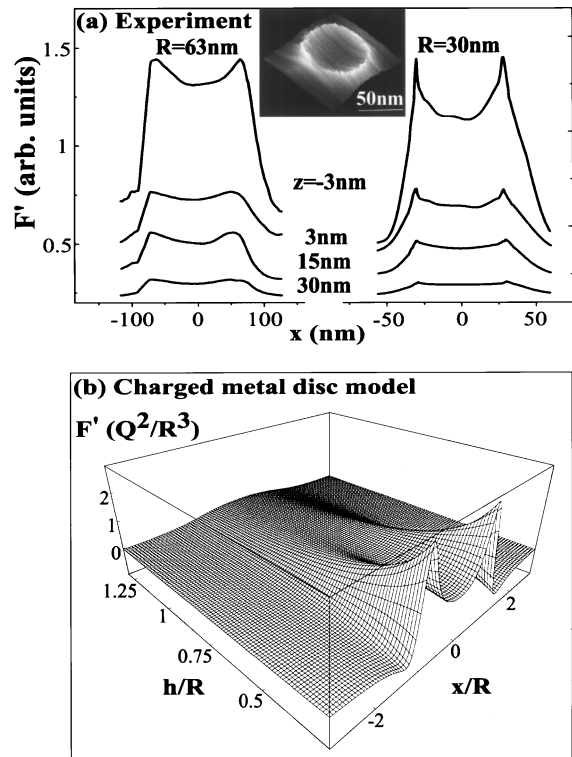 (a) Experiment
R=63nm
R=30nm
50nm
F' (arb. units)
1.5
1
0.5
z=-3nm
3nm
15nm
30nm
-100 0 100
-50 0 50
x (nm)
(b) Charged metal disc model
F' (Q²/R³)
2
1
0
1.25
1
0.75
0.5
h/R
-2
0
2
x/R